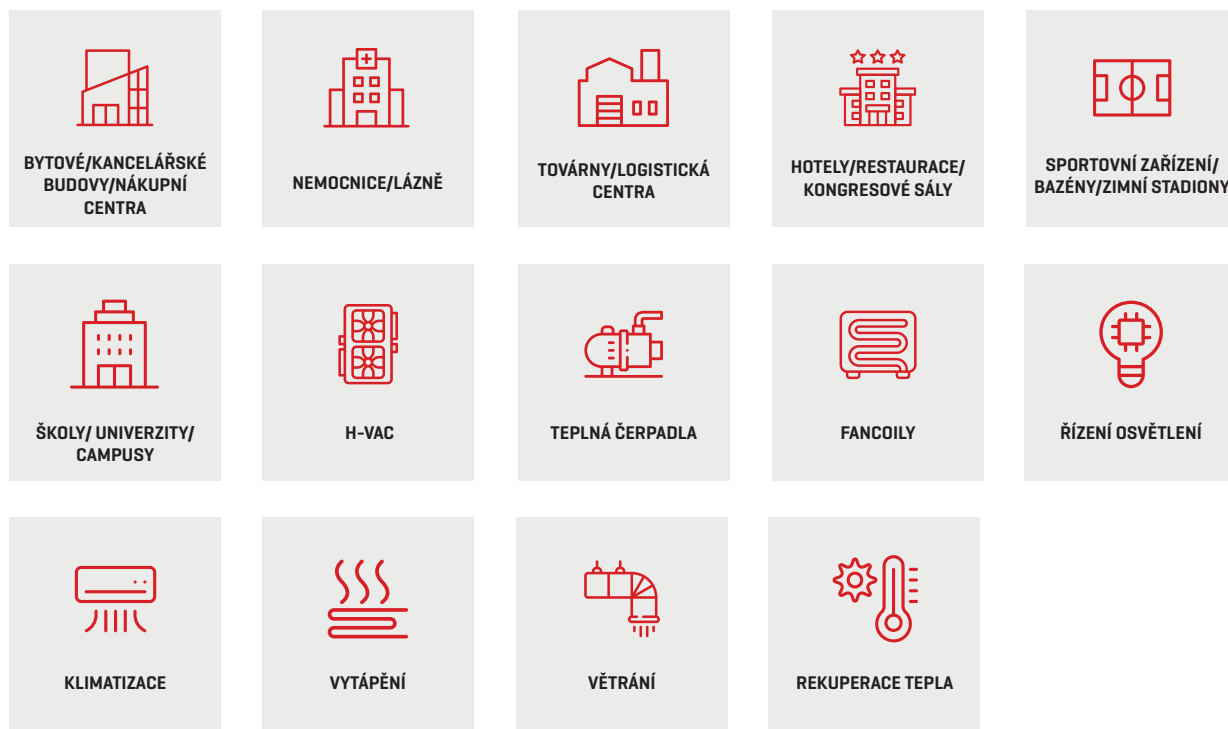 BYTOVÉ/KANCELÁŘSKÉ
BUDOVY/NÁKUPNÍ
CENTRA
NEMOCNICE/LÁZNĚ
TOVÁRNY/LOGISTICKÁ
CENTRA
HOTELY/RESTAURACE/
KONGRESOVÉ SÁLY
SPORTOVNÍ ZAŘÍZENÍ/
BAZÉNY/ZIMNÍ STADIONY
ŠKOLY/ UNIVERZITY/
CAMPUSY
H-VAC
TEPLNÁ ČERPADLA
FANCOILY
ŘÍZENÍ OSVĚTLENÍ
KLIMATIZACE
VYTÁPĚNÍ
VĚTRÁNÍ
REKUPERACE TEPLA